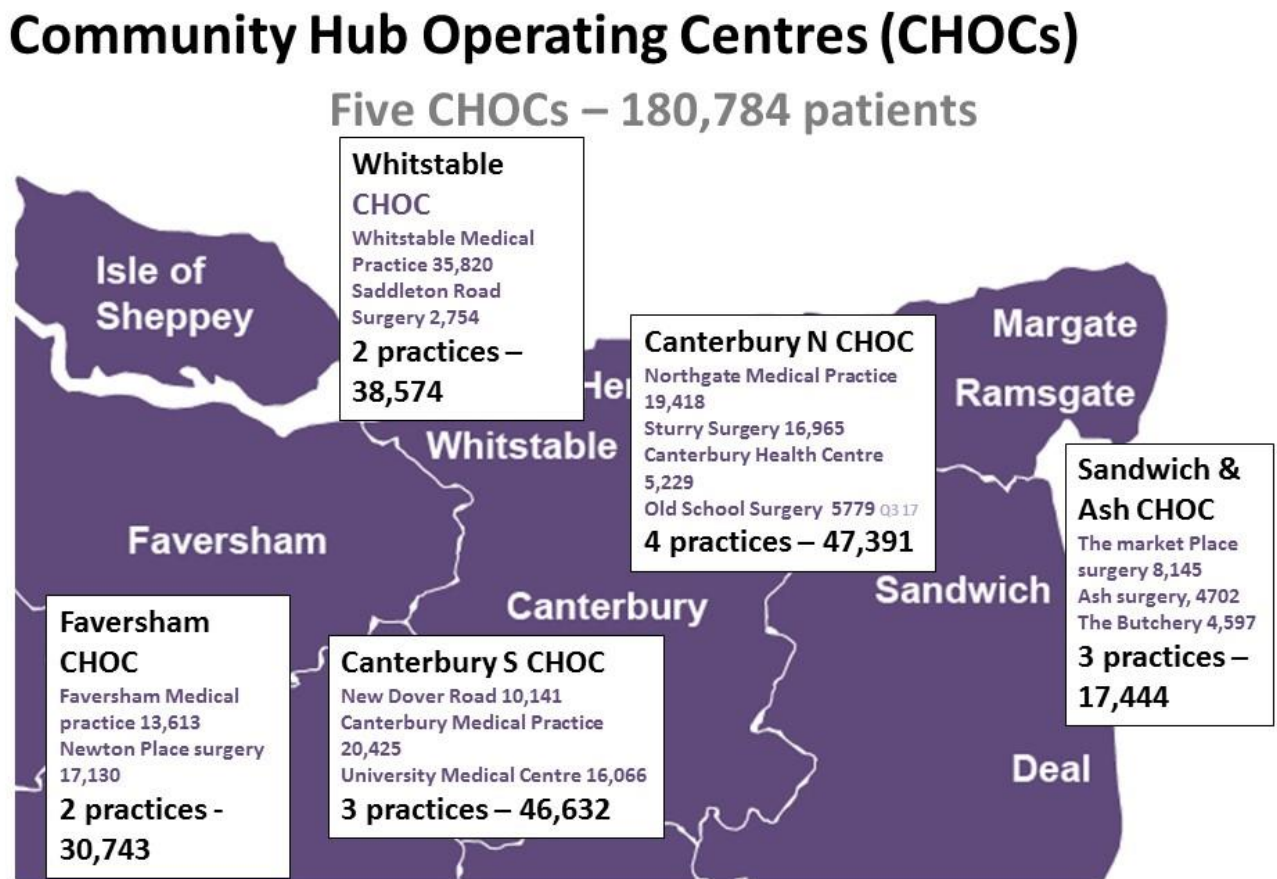 Community Hub Operating Centres (CHOCs)
Five CHOCs – 180,784 patients
Whitstable
CHOC
Whitstable Medical
Practice 35,820
Saddleton Road
Surgery 2,754
2 practices –
38,574
Isle of
Sheppey
Canterbury N CHOC
Northgate Medical Practice
19,418
Sturry Surgery 16,965
Canterbury Health Centre
5,229
Old School Surgery 5779 Q3 17
4 practices – 47,391
Margate
Ramsgate
Her
Whitstable
Sandwich &
Ash CHOC
The market Place
surgery 8,145
Ash surgery, 4702
The Butchery 4,597
3 practices –
17,444
Faversham
Canterbury
Sandwich
Faversham
CHOC
Faversham Medical
practice 13,613
Newton Place surgery
17,130
2 practices -
30,743
Canterbury S CHOC
New Dover Road 10,141
Canterbury Medical Practice
20,425
University Medical Centre 16,066
3 practices – 46,632
Deal